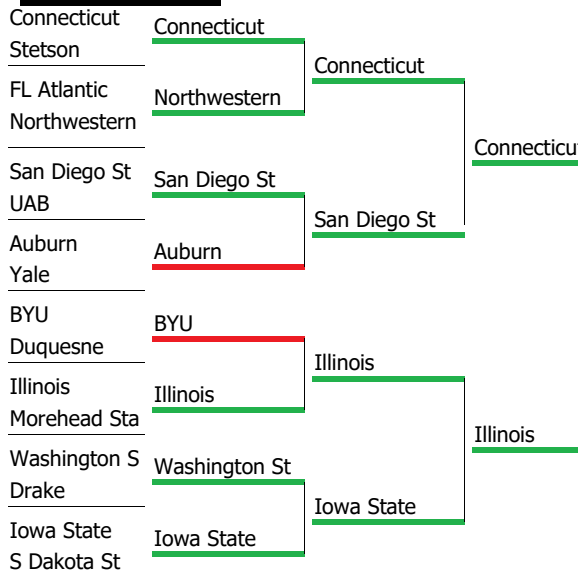 Connecticut
Stetson
FL Atlantic
Northwestern
San Diego St
UAB
Auburn
Yale
BYU
Duquesne
Illinois
Morehead Sta
Washington S
Drake
Iowa State
S Dakota St
Connecticut
Northwestern
San Diego St
Auburn
BYU
Illinois
Washington St
Iowa State
Connecticut
San Diego St
Illinois
Iowa State
Connecticut
Illinois